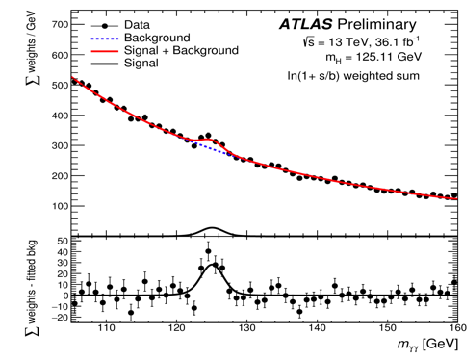 ATLAS Preliminary
√s = 13 TeV, 36.1 fb⁻¹
m_H = 125.11 GeV
ln(1+ s/b) weighted sum
Data
Background
Signal + Background
Signal
∑ weights / GeV
700
600
500
400
300
200
100
∑ weights - fitted bkg
50
40
30
20
10
0
−10
−20
110 120 130 140 150 160
m_γγ [GeV]